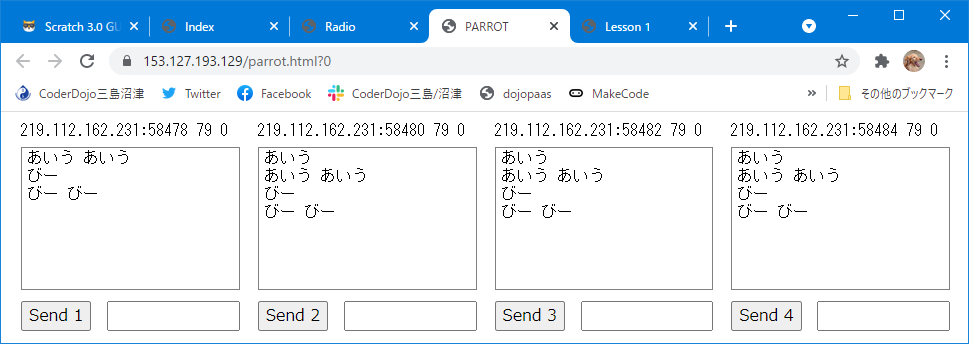 Scratch 3.0 GU
Index
Radio
PARROT
Lesson 1
153.127.193.129/parrot.html?0
CoderDojo三島沼津
Twitter
Facebook
CoderDojo三島/沼津
dojopaas
MakeCode
»
その他のブックマーク
219.112.162.231:58478 79 0
あいう あいう
びー
びー びー
Send 1
219.112.162.231:58480 79 0
あいう
あいう あいう
びー
びー びー
Send 2
219.112.162.231:58482 79 0
あいう
あいう あいう
びー
びー びー
Send 3
219.112.162.231:58484 79 0
あいう
あいう あいう
びー
びー びー
Send 4